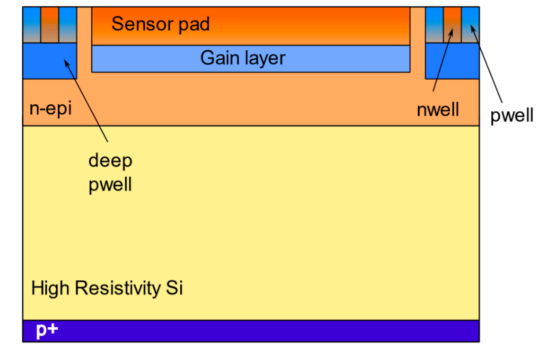 Sensor pad
Gain layer
n-epi
nwell
pwell
deep
pwell
High Resistivity Si
p+